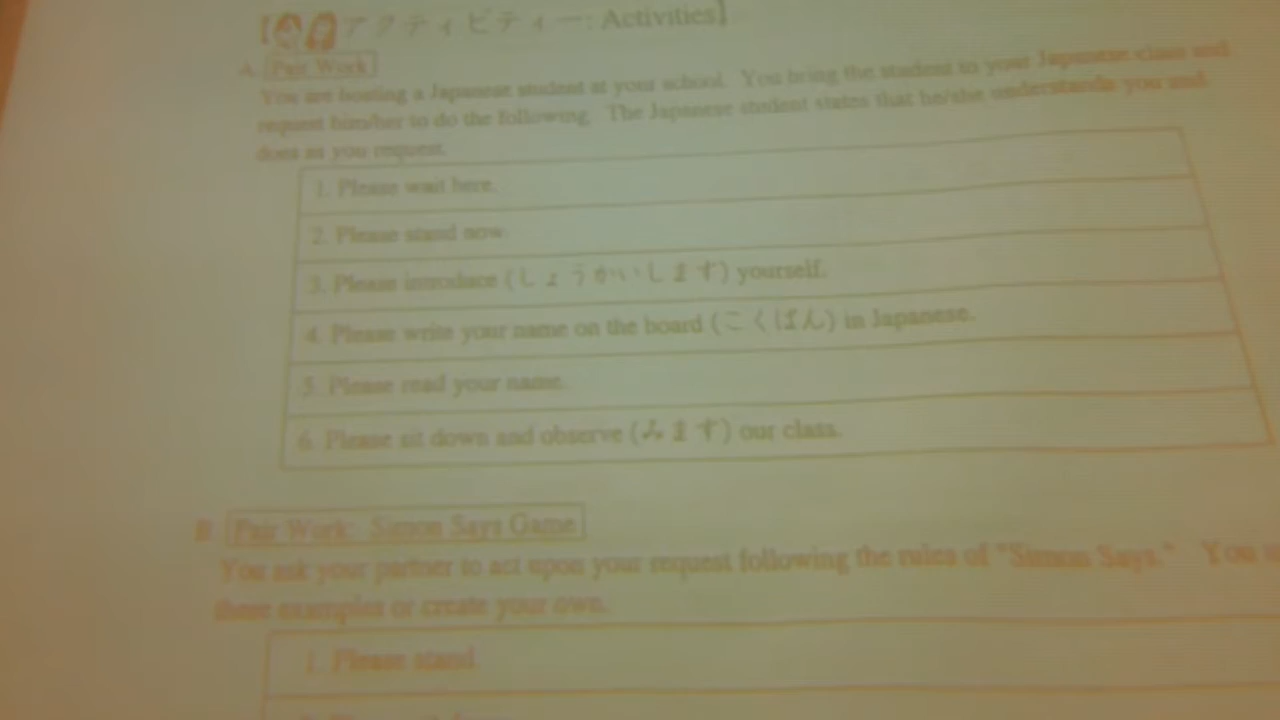 [アクティビティー: Activities]
A. Pair Work
You are hosting a Japanese student at your school. You bring the student to your Japanese class and
request him/her to do the following. The Japanese student states that he/she understands you and
does as you request.
1. Please wait here.
2. Please stand now.
3. Please introduce (しょうかいします) yourself.
4. Please write your name on the board (こくばん) in Japanese.
5. Please read your name.
6. Please sit down and observe (みます) our class.
B. Pair Work: Simon Says Game
You ask your partner to act upon your request following the rules of "Simon Says." You
these examples or create your own.
1. Please stand.